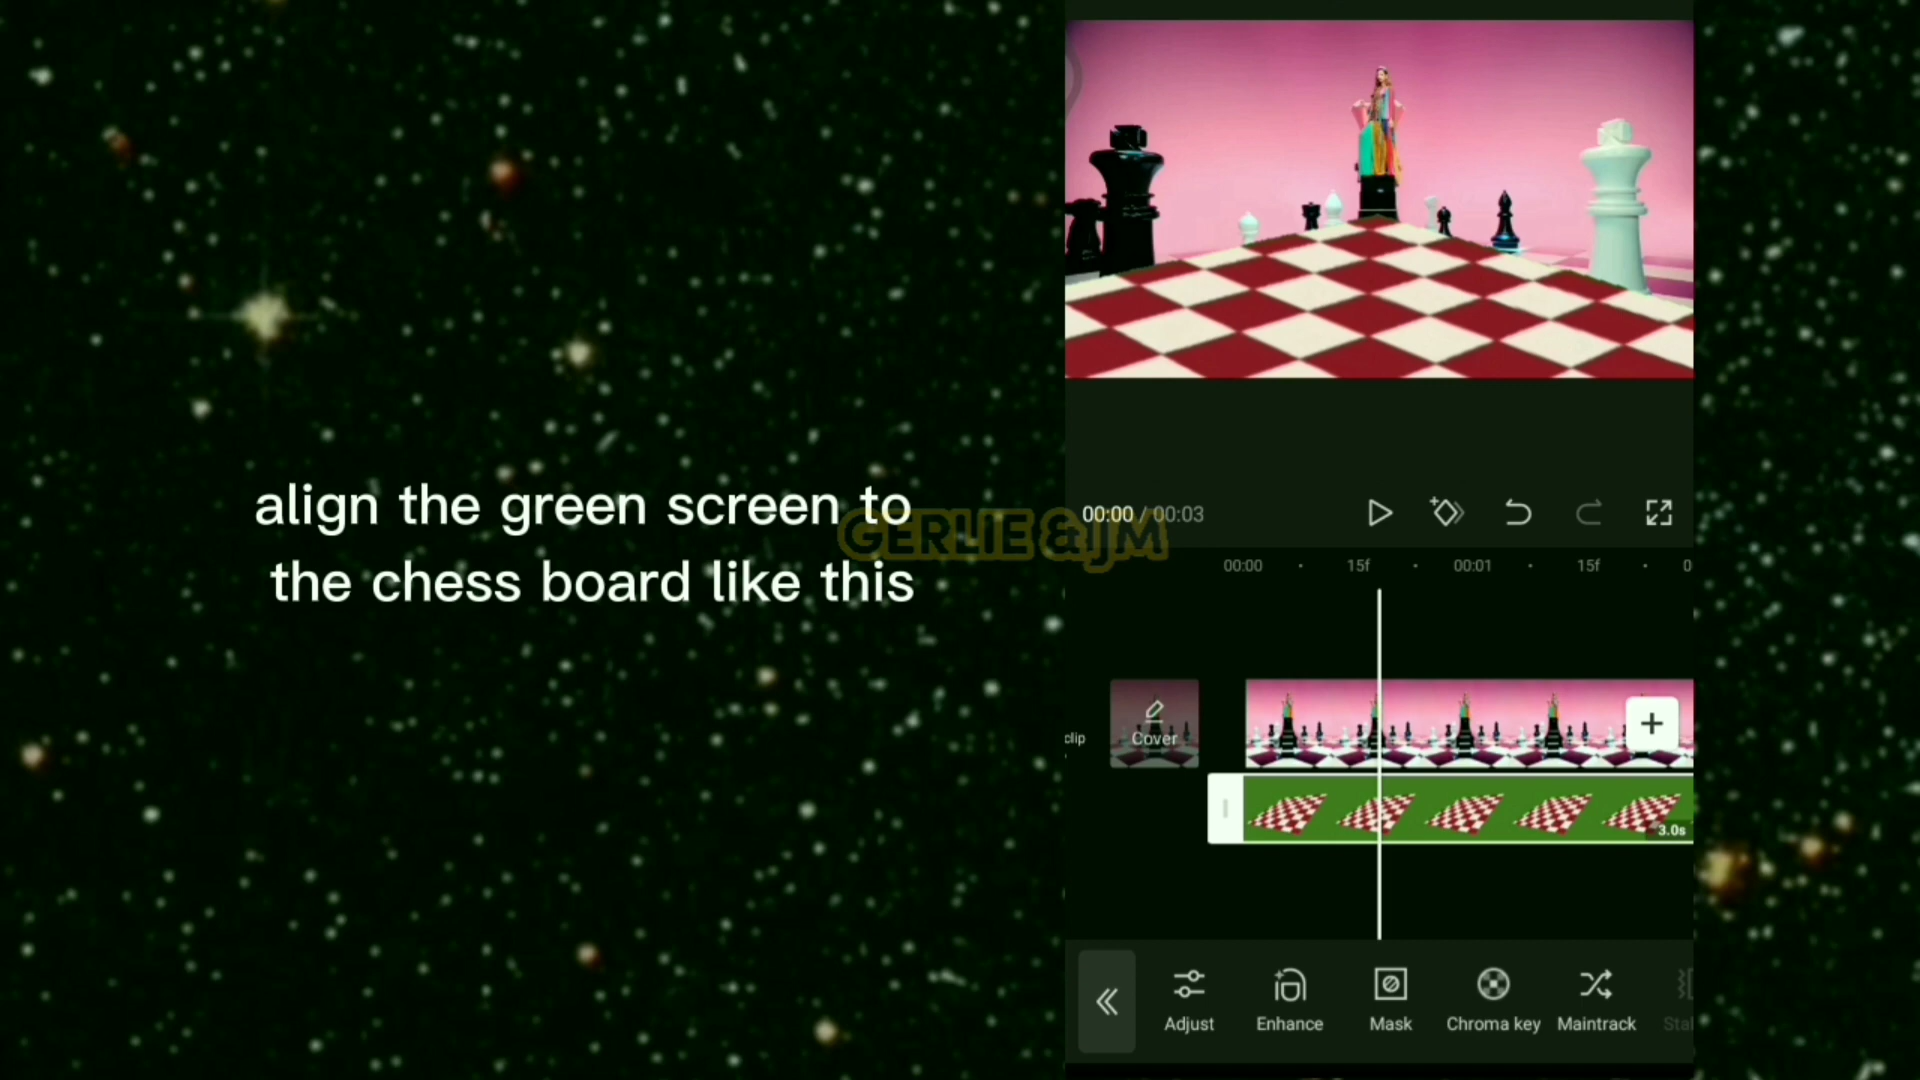 align the green screen to
the chess board like this
GERLIE & JM
00:00 / 00:03
00:00 15f 00:01 15f 0
clip
Cover
3.0s
Adjust Enhance Mask Chroma key Maintrack